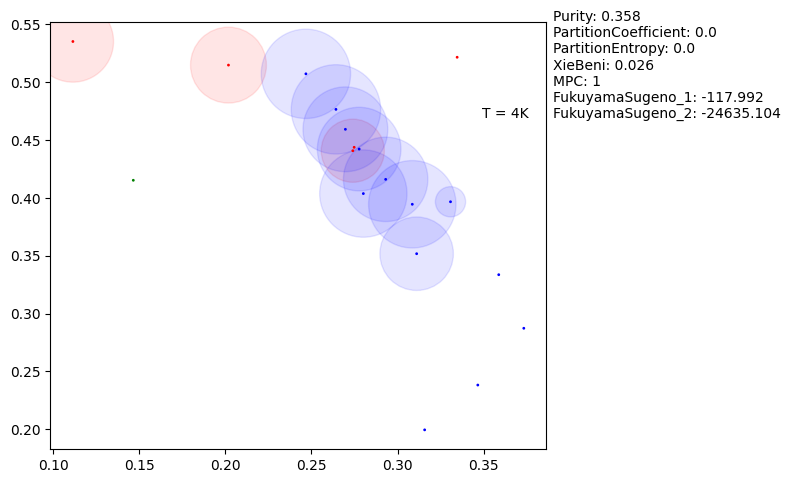 Purity: 0.358
PartitionCoefficient: 0.0
PartitionEntropy: 0.0
XieBeni: 0.026
MPC: 1
FukuyamaSugeno_1: -117.992
FukuyamaSugeno_2: -24635.104
T = 4K
0.55
0.50
0.45
0.40
0.35
0.30
0.25
0.20
0.10 0.15 0.20 0.25 0.30 0.35